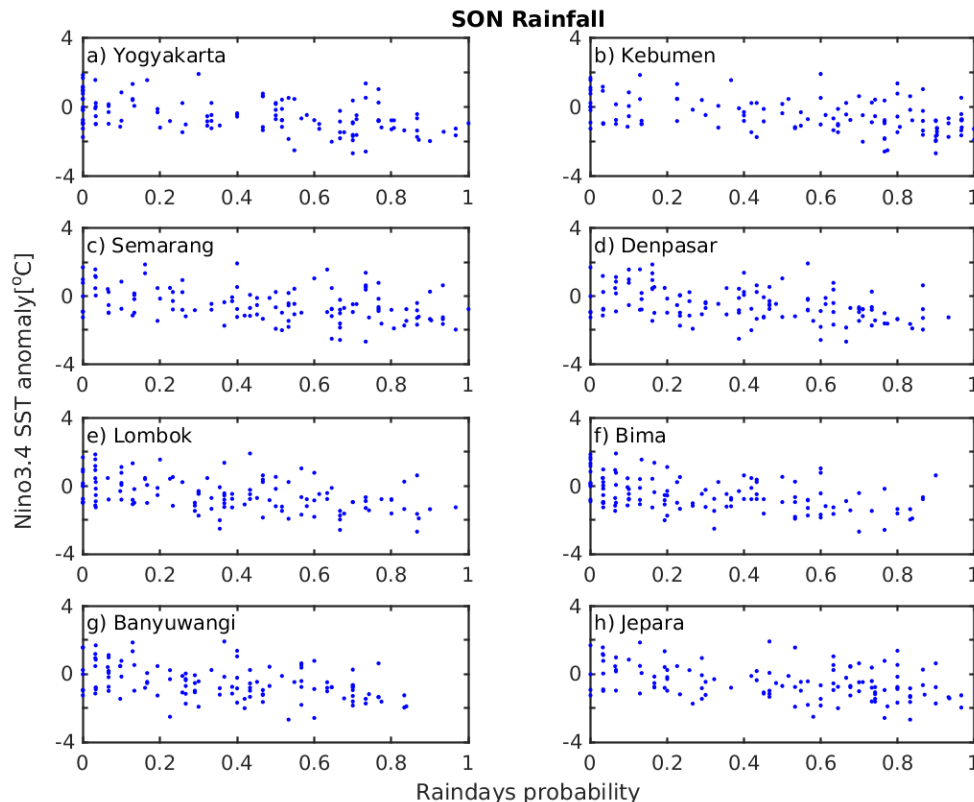 SON Rainfall
a) Yogyakarta
4
0
-4
0 0.2 0.4 0.6 0.8 1
b) Kebumen
4
0
-4
0 0.2 0.4 0.6 0.8 1
c) Semarang
4
0
-4
0 0.2 0.4 0.6 0.8 1
d) Denpasar
4
0
-4
0 0.2 0.4 0.6 0.8 1
e) Lombok
4
0
-4
0 0.2 0.4 0.6 0.8 1
f) Bima
4
0
-4
0 0.2 0.4 0.6 0.8 1
g) Banyuwangi
4
0
-4
0 0.2 0.4 0.6 0.8 1
h) Jepara
4
0
-4
0 0.2 0.4 0.6 0.8 1
Nino3.4 SST anomaly[°C]
Raindays probability